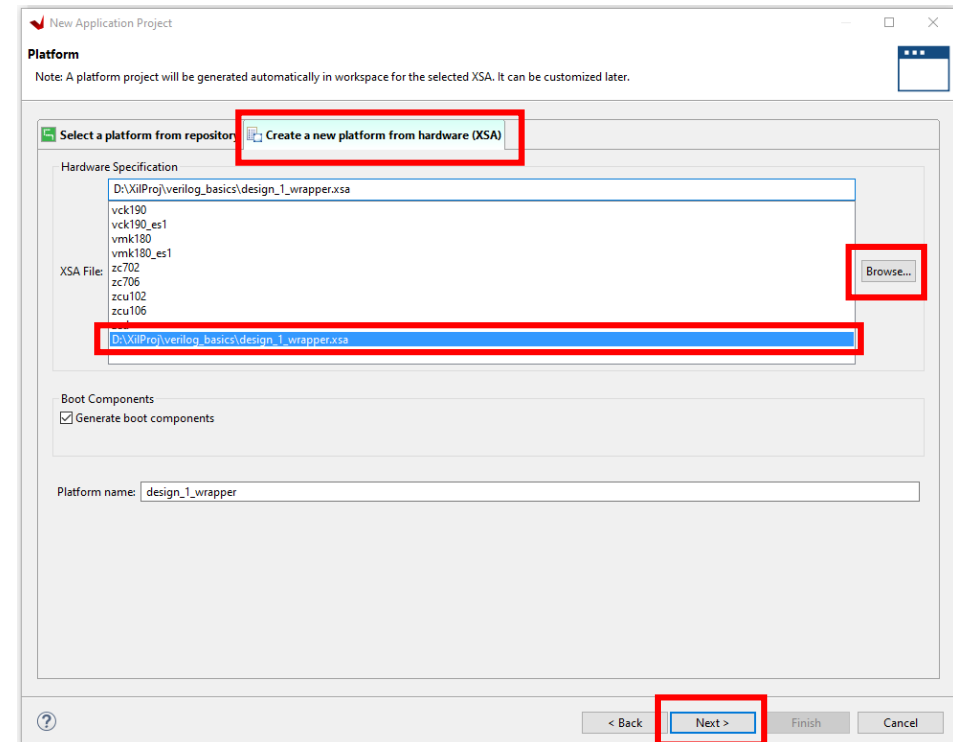 New Application Project
Platform
Note: A platform project will be generated automatically in workspace for the selected XSA. It can be customized later.
Select a platform from repository
Create a new platform from hardware (XSA)
Hardware Specification
D:\XilProj\verilog_basics\design_1_wrapper.xsa
vck190
vck190_es1
vmk180
vmk180_es1
XSA File:
zc702
Browse...
zc706
zcu102
zcu106
D:\XilProj\verilog_basics\design_1_wrapper.xsa
Boot Components
Generate boot components
Platform name: design_1_wrapper
< Back
Next >
Finish
Cancel